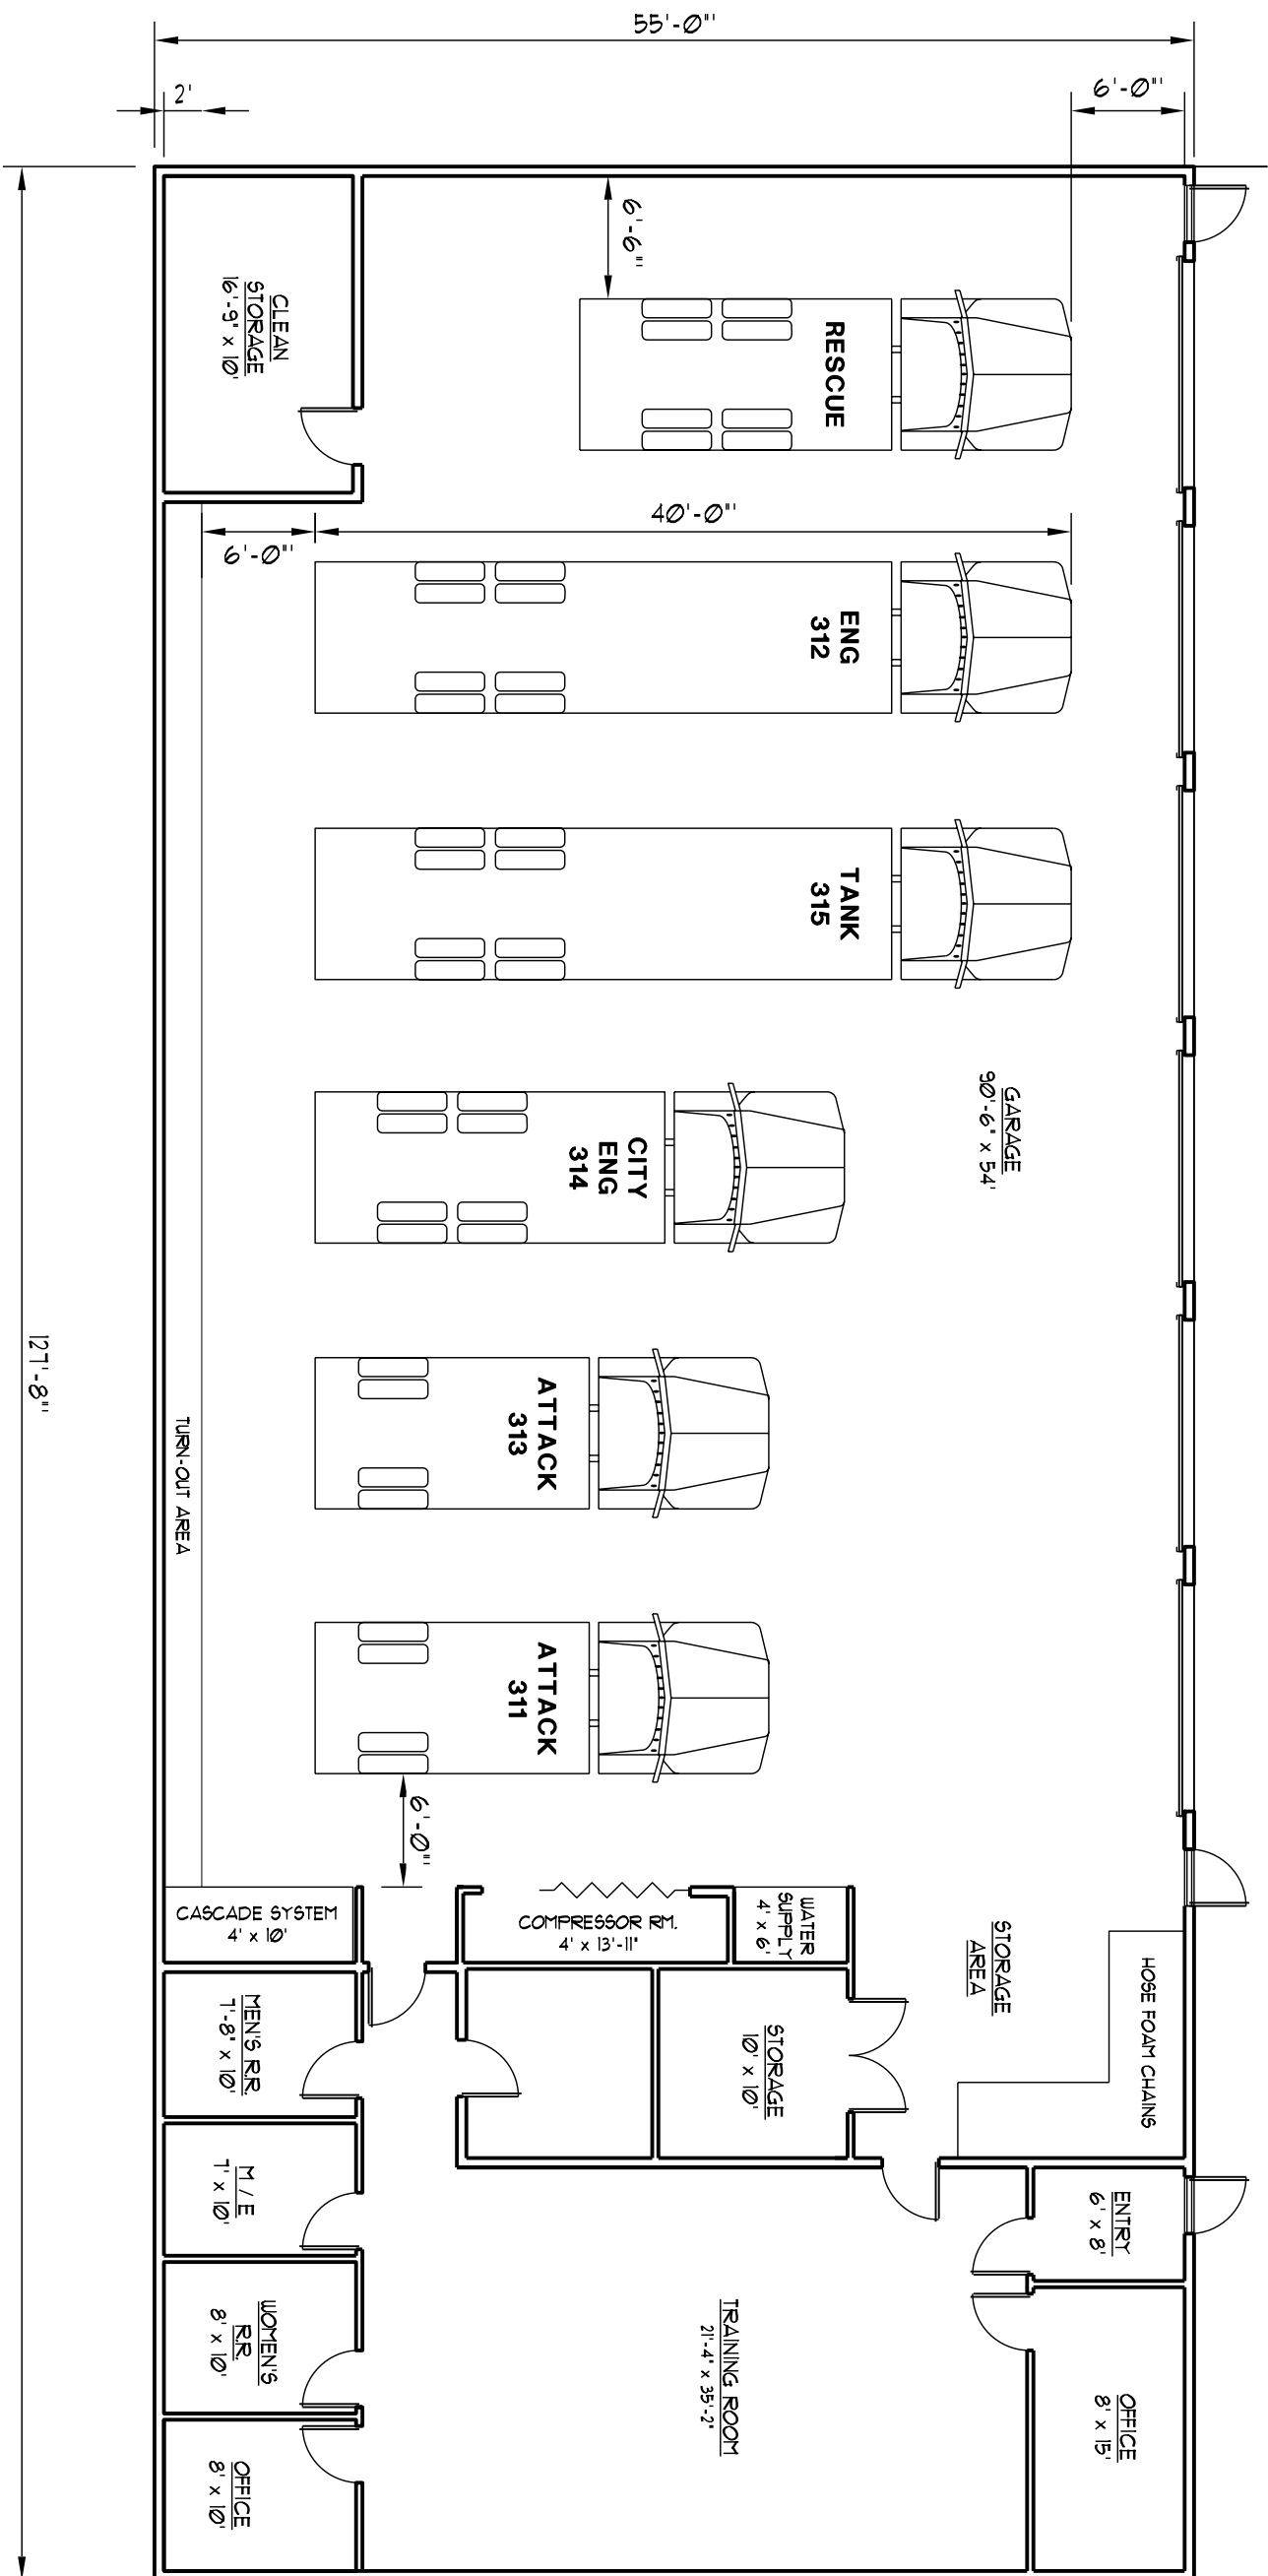 55'-0"
6'-0"
2'
127'-8"
6'-6"
CLEAN
STORAGE
16'-9" x 10'
RESCUE
40'-0"
6'-0"
ENG
312
TANK
315
GARAGE
90'-6" x 54'
CITY
ENG
314
ATTACK
313
TURN-OUT AREA
ATTACK
311
6'-0"
CASCADE SYSTEM
4' x 10'
COMPRESSOR RM.
4' x 13'-11"
WATER
SUPPLY
4' x 6'
STORAGE
AREA
HOSE FOAM CHAINS
MEN'S R.R.
7'-8" x 10'
STORAGE
10' x 10'
M / E
7' x 10'
ENTRY
6' x 8'
WOMEN'S
R.R.
8' x 10'
TRAINING ROOM
21'-4" x 35'-2"
OFFICE
8' x 15'
OFFICE
8' x 10'